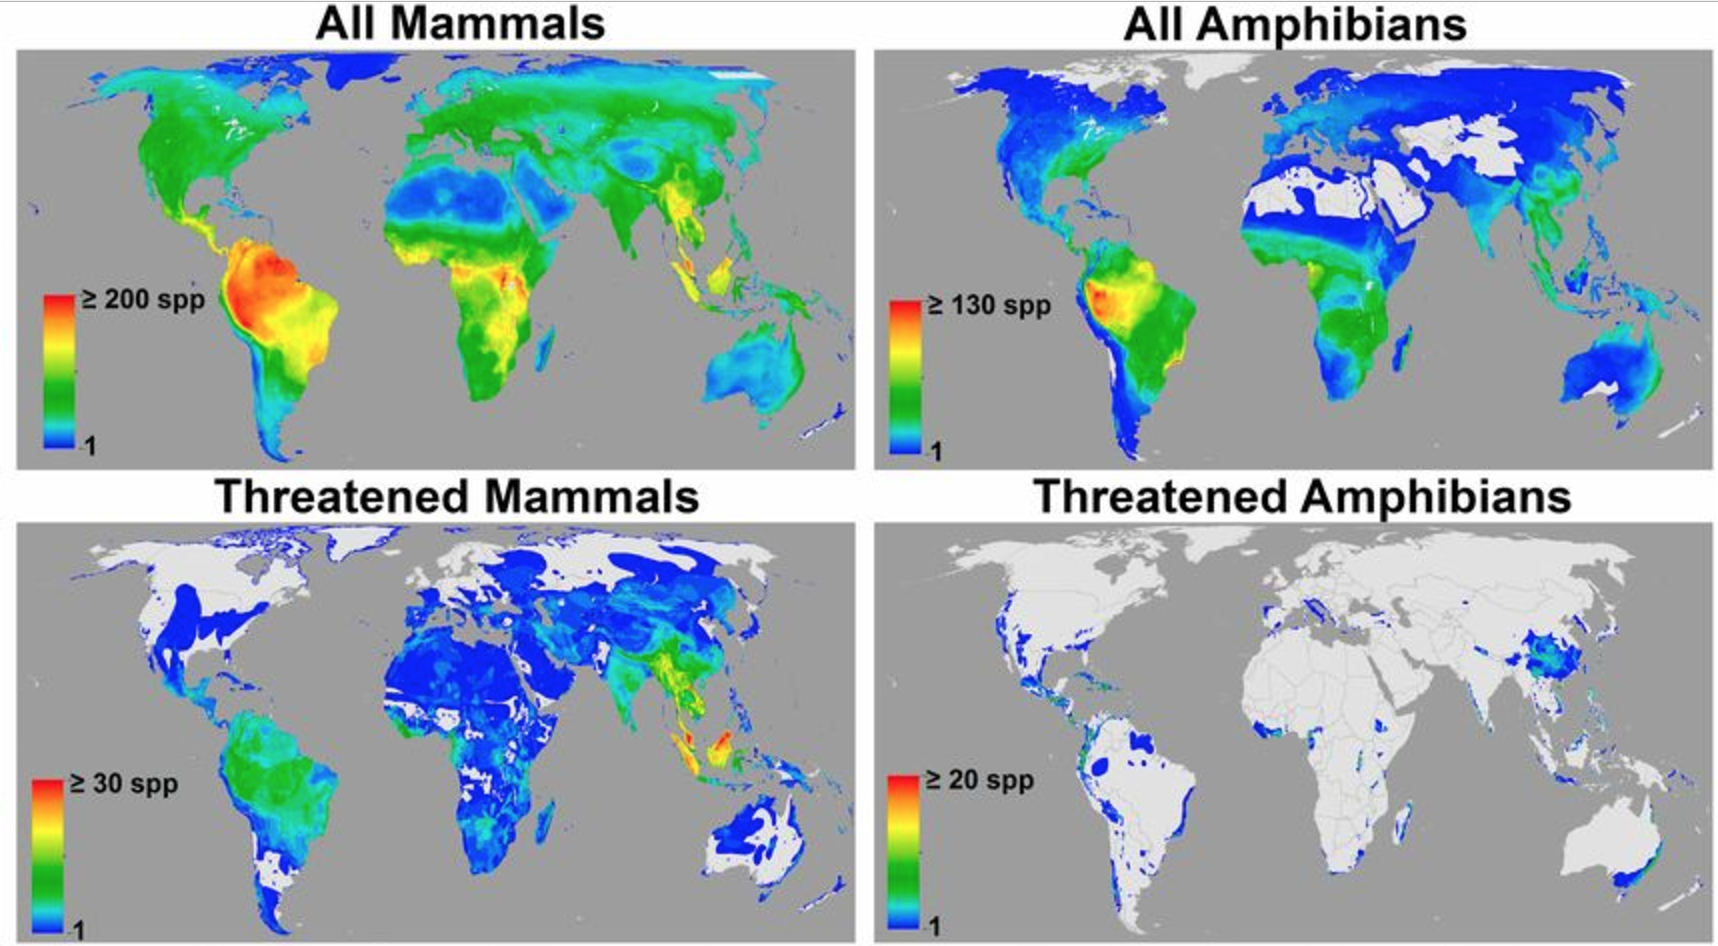 All Mammals
≥ 200 spp
1
All Amphibians
≥ 130 spp
1
Threatened Mammals
≥ 30 spp
1
Threatened Amphibians
≥ 20 spp
1